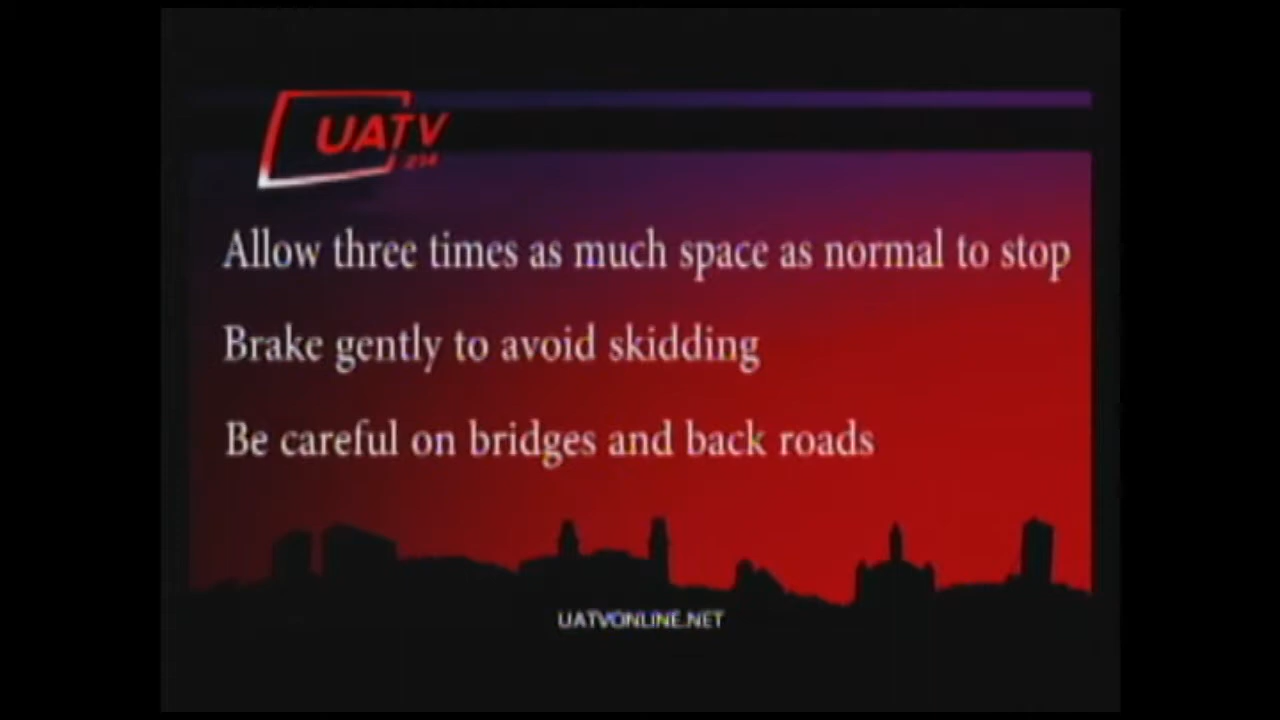 UATV
.214
Allow three times as much space as normal to stop
Brake gently to avoid skidding
Be careful on bridges and back roads
UATVONLINE.NET